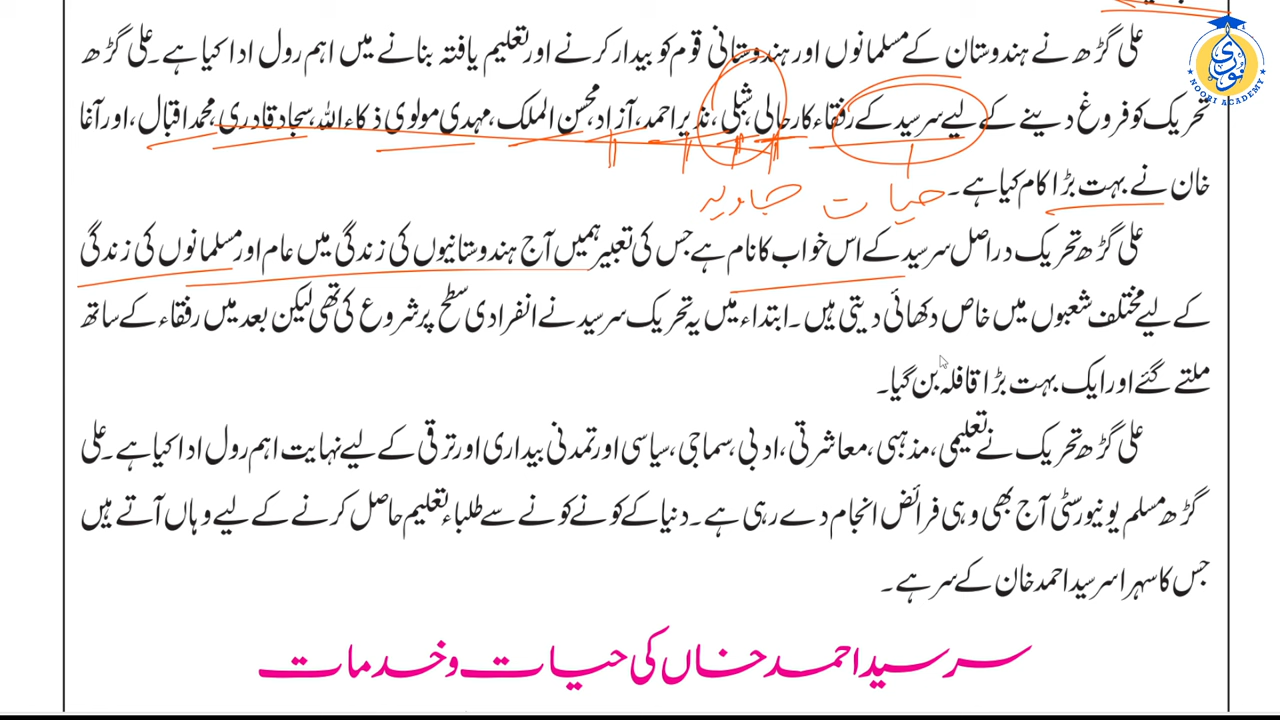 علی گڑھ نے ہندوستان کے مسلمانوں اور ہندوستانی قوم کو بیدار کرنے اور تعلیم یافتہ بنانے میں اہم رول ادا کیا ہے۔ علی گڑھ
تحریک کو فروغ دینے کے لیے سرسید کے رفقاء کار حالی، شبلی، نذیر احمد، آزاد، محسن الملک، مہدی مولوی ذکاء اللہ، سجاد قادری، محمد اقبال، اور آغا
خان نے بہت بڑا کام کیا ہے۔
حیات جاوید
علی گڑھ تحریک دراصل سرسید کے اس خواب کا نام ہے جس کی تعبیر ہمیں آج ہندوستانیوں کی زندگی میں عام اور مسلمانوں کی زندگی
کے لیے مختلف شعبوں میں خاص دکھائی دیتی ہیں۔ ابتداء میں یہ تحریک سرسید نے انفرادی سطح پر شروع کی تھی لیکن بعد میں رفقاء کے ساتھ
ملتے گئے اور ایک بہت بڑا قافلہ بن گیا۔
علی گڑھ تحریک نے تعلیمی، مذہبی، معاشرتی، ادبی، سماجی، سیاسی اور تمدنی بیداری اور ترقی کے لیے نہایت اہم رول ادا کیا ہے۔ علی
گڑھ مسلم یونیورسٹی آج بھی وہی فرائض انجام دے رہی ہے۔ دنیا کے کونے کونے سے طلباء تعلیم حاصل کرنے کے لیے وہاں آتے ہیں
جس کا سہرا سرسید احمد خان کے سر ہے۔
سرسید احمد خاں کی حیات و خدمات
نوری
NOORI ACADEMY